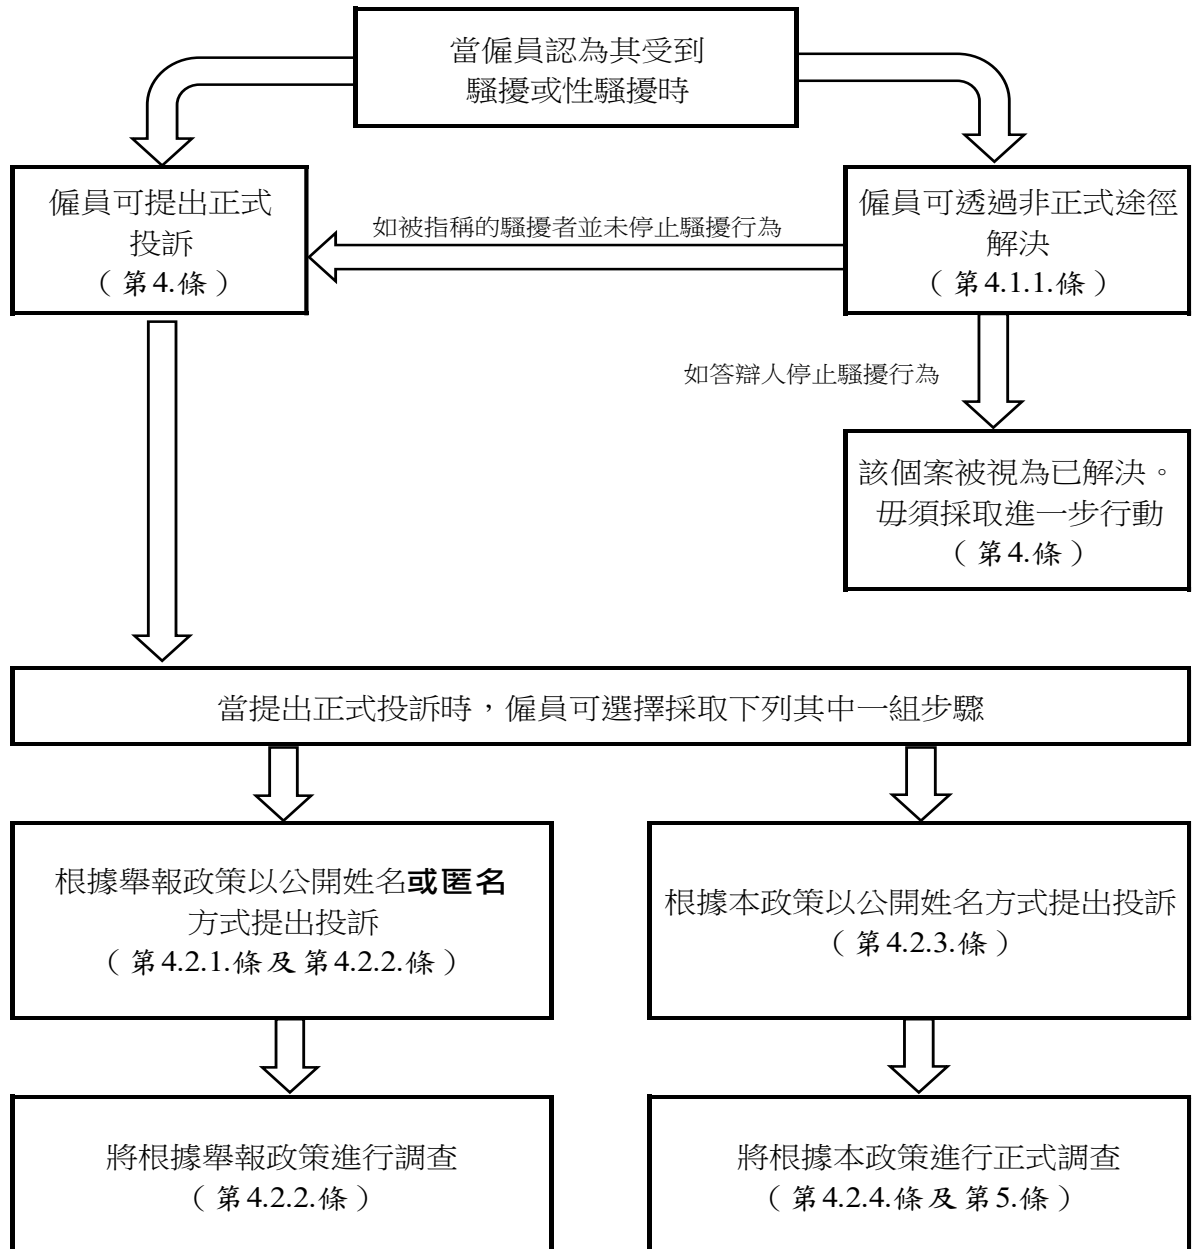 當僱員認為其受到
騷擾或性騷擾時
僱員可提出正式
投訴
（第4.條）
如被指稱的騷擾者並未停止騷擾行為
僱員可透過非正式途徑
解決
（第4.1.1.條）
如答辯人停止騷擾行為
該個案被視為已解決。
毋須採取進一步行動
（第4.條）
當提出正式投訴時，僱員可選擇採取下列其中一組步驟
根據舉報政策以公開姓名或匿名
方式提出投訴
（第4.2.1.條及第4.2.2.條）
根據本政策以公開姓名方式提出投訴
（第4.2.3.條）
將根據舉報政策進行調查
（第4.2.2.條）
將根據本政策進行正式調查
（第4.2.4.條及第5.條）